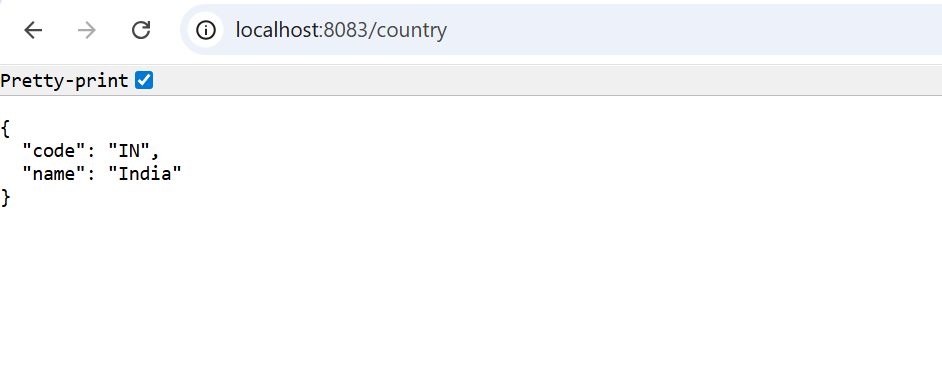 localhost:8083/country
Pretty-print
{
  "code": "IN",
  "name": "India"
}